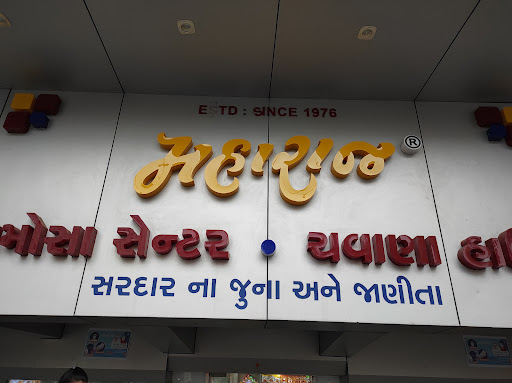 ESTD : SINCE 1976
મહારાજ ®
મોસા સેન્ટર • ચવાણા હા
સરદાર ના જુના અને જાણીતા